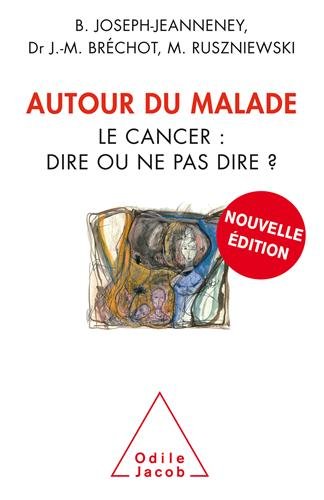 B. JOSEPH-JEANNENEY,
Dr J.-M. BRÉCHOT, M. RUSZNIEWSKI
AUTOUR DU MALADE
LE CANCER :
DIRE OU NE PAS DIRE ?
NOUVELLE
ÉDITION
Odile
Jacob